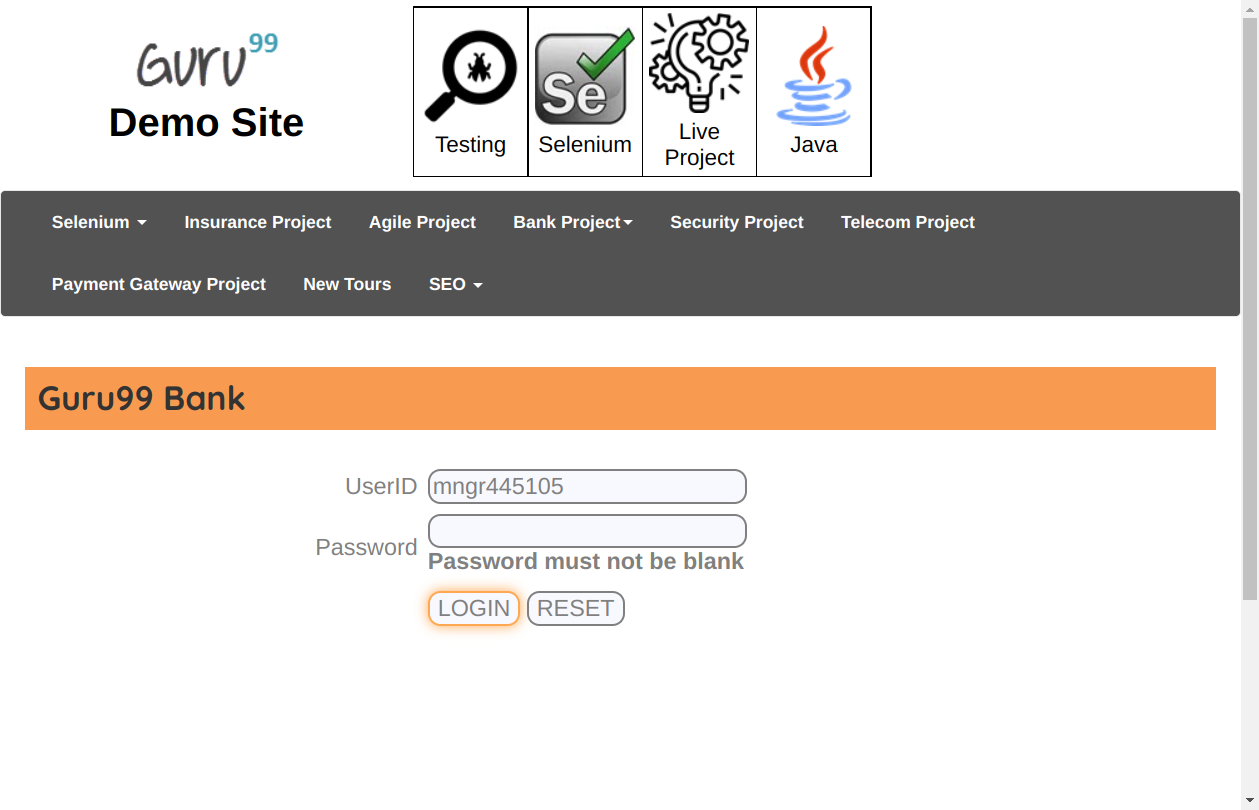 Guru99
Demo Site
Testing
Selenium
Live
Project
Java
Se
Selenium
Insurance Project
Agile Project
Bank Project
Security Project
Telecom Project
Payment Gateway Project
New Tours
SEO
Guru99 Bank
UserID
mngr445105
Password
Password must not be blank
LOGIN
RESET